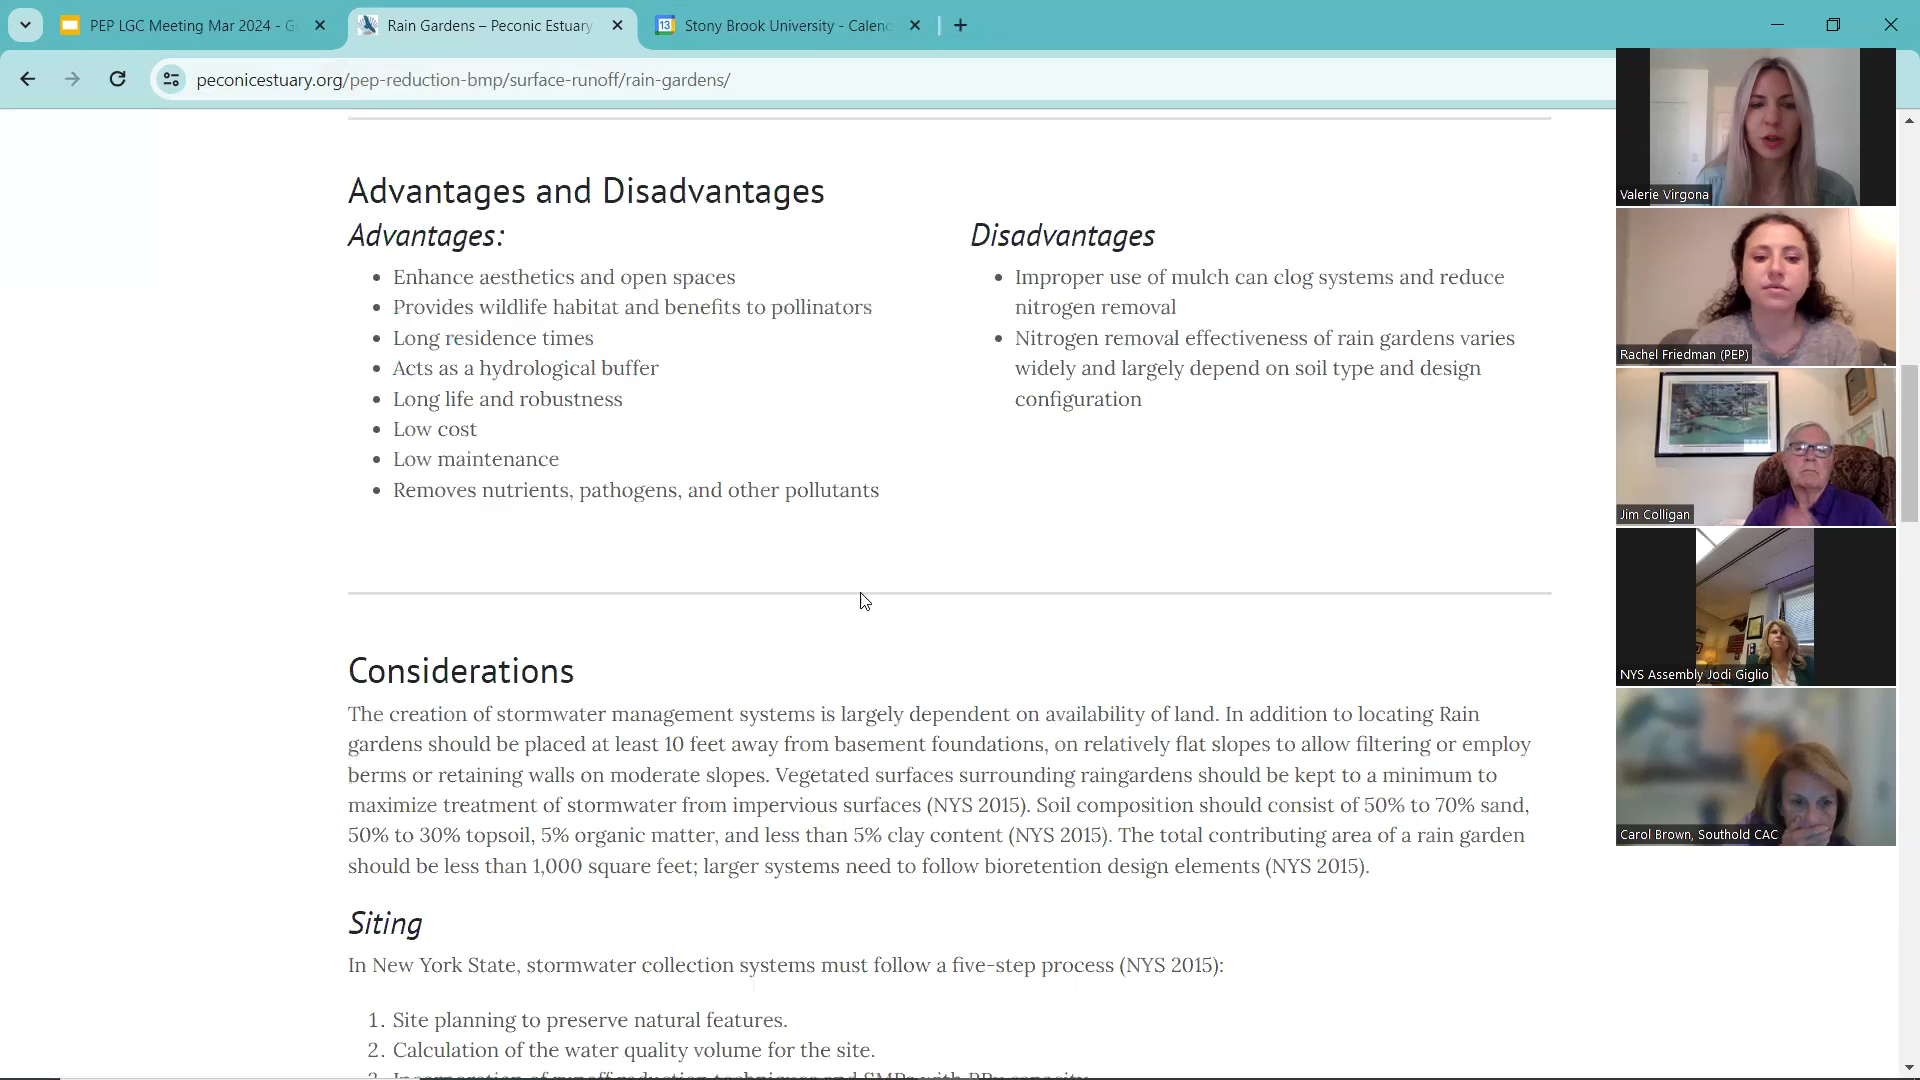 PEP LGC Meeting Mar 2024 - G
Rain Gardens – Peconic Estuary
13
Stony Brook University - Calenc
peconicestuary.org/pep-reduction-bmp/surface-runoff/rain-gardens/
Advantages and Disadvantages
Advantages:
Enhance aesthetics and open spaces
Provides wildlife habitat and benefits to pollinators
Long residence times
Acts as a hydrological buffer
Long life and robustness
Low cost
Low maintenance
Removes nutrients, pathogens, and other pollutants
Disadvantages
Improper use of mulch can clog systems and reduce
nitrogen removal
Nitrogen removal effectiveness of rain gardens varies
widely and largely depend on soil type and design
configuration
Considerations
The creation of stormwater management systems is largely dependent on availability of land. In addition to locating Rain
gardens should be placed at least 10 feet away from basement foundations, on relatively flat slopes to allow filtering or employ
berms or retaining walls on moderate slopes. Vegetated surfaces surrounding raingardens should be kept to a minimum to
maximize treatment of stormwater from impervious surfaces (NYS 2015). Soil composition should consist of 50% to 70% sand,
50% to 30% topsoil, 5% organic matter, and less than 5% clay content (NYS 2015). The total contributing area of a rain garden
should be less than 1,000 square feet; larger systems need to follow bioretention design elements (NYS 2015).
Siting
In New York State, stormwater collection systems must follow a five-step process (NYS 2015):
1. Site planning to preserve natural features.
2. Calculation of the water quality volume for the site.
3. Incorporation of runoff reduction techniques and SMPs with RRv capacity.
Valerie Virgona
Rachel Friedman (PEP)
Jim Colligan
NYS Assembly Jodi Giglio
Carol Brown, Southold CAC